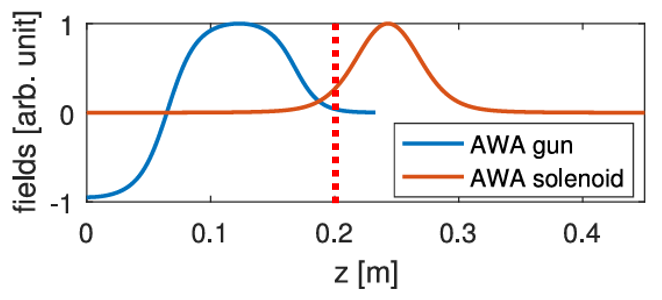 fields [arb. unit]
1
0
-1
AWA gun
AWA solenoid
0 0.1 0.2 0.3 0.4
z [m]